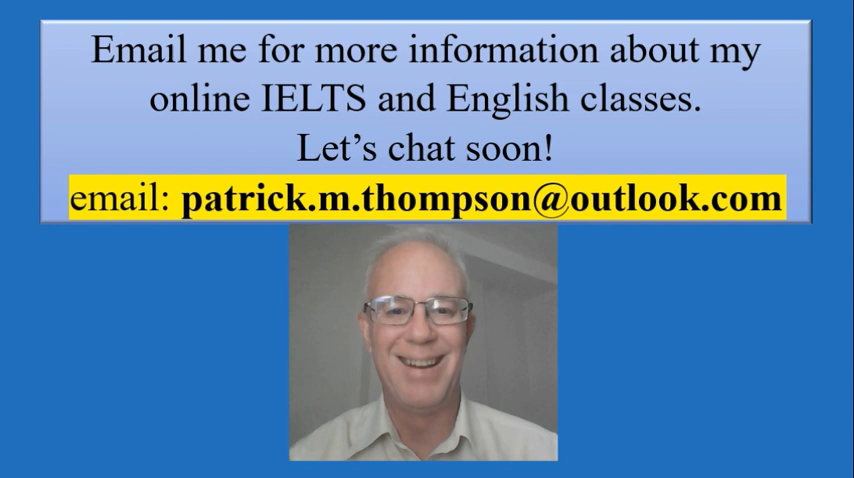 Email me for more information about my
online IELTS and English classes.
Let’s chat soon!
email: patrick.m.thompson@outlook.com